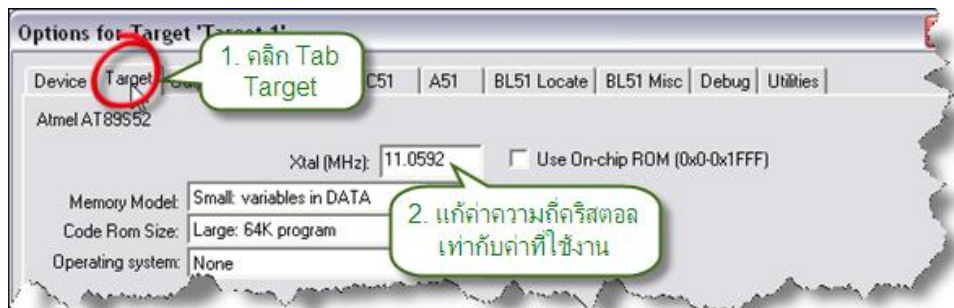 Options for Target 'Target 1'
1. คลิก Tab
Target
Device Target C51 A51 BL51 Locate BL51 Misc Debug Utilities
Atmel AT89S52
Xtal (MHz): 11.0592 Use On-chip ROM (0x0-0x1FFF)
Memory Model: Small: variables in DATA
2. แก้ค่าความถี่คริสตอล
เท่ากับค่าที่ใช้งาน
Code Rom Size: Large: 64K program
Operating system: None